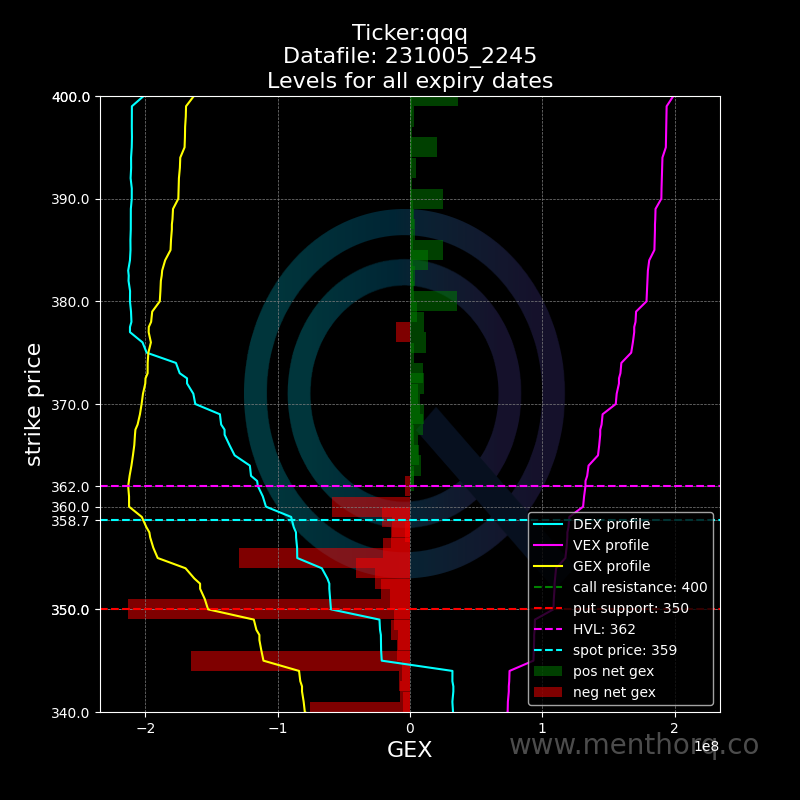 Ticker:qqq
Datafile: 231005_2245
Levels for all expiry dates
400.0
390.0
380.0
370.0
362.0
360.0
358.7
350.0
340.0
strike price
DEX profile
VEX profile
GEX profile
call resistance: 400
put support: 350
HVL: 362
spot price: 359
pos net gex
neg net gex
−2 −1 0 1 2
1e8
GEX
www.menthorq.co